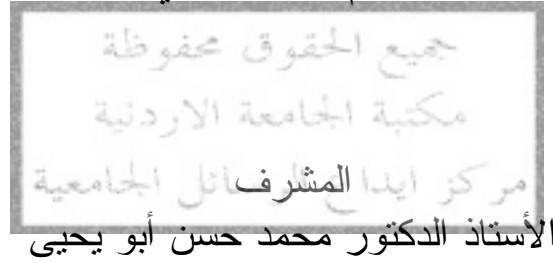 جميع الحقوق محفوظة
مكتبة الجامعة الاردنية
مركز ايداع الرسائل الجامعية
المشرف
الأستاذ الدكتور محمد حسن أبو يحيى